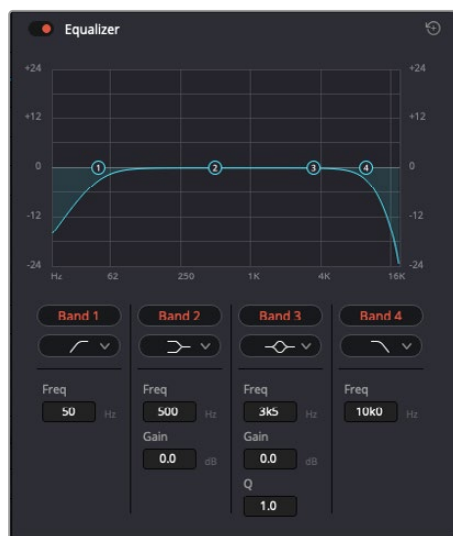 Equalizer
+24 +24
+12 +12
0 0
1 2 3 4
-12 -12
-24 -24
Hz 62 250 1K 4K 16K
Band 1 Band 2 Band 3 Band 4
Freq Freq Freq Freq
50 Hz 500 Hz 3k5 Hz 10k0 Hz
Gain Gain
0.0 dB 0.0 dB
Q
1.0